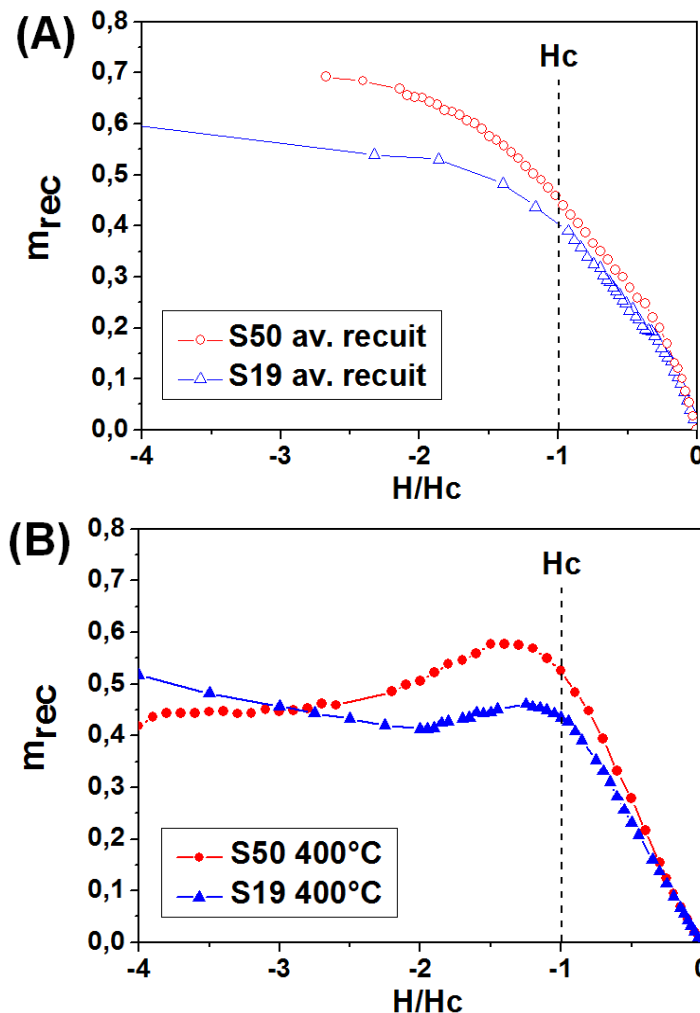 (A)
0,8
0,7
0,6
0,5
0,4
0,3
0,2
0,1
0,0
mrec
Hc
S50 av. recuit
S19 av. recuit
-4 -3 -2 -1 0
H/Hc
(B)
0,8
0,7
0,6
0,5
0,4
0,3
0,2
0,1
0,0
mrec
Hc
S50 400°C
S19 400°C
-4 -3 -2 -1 0
H/Hc